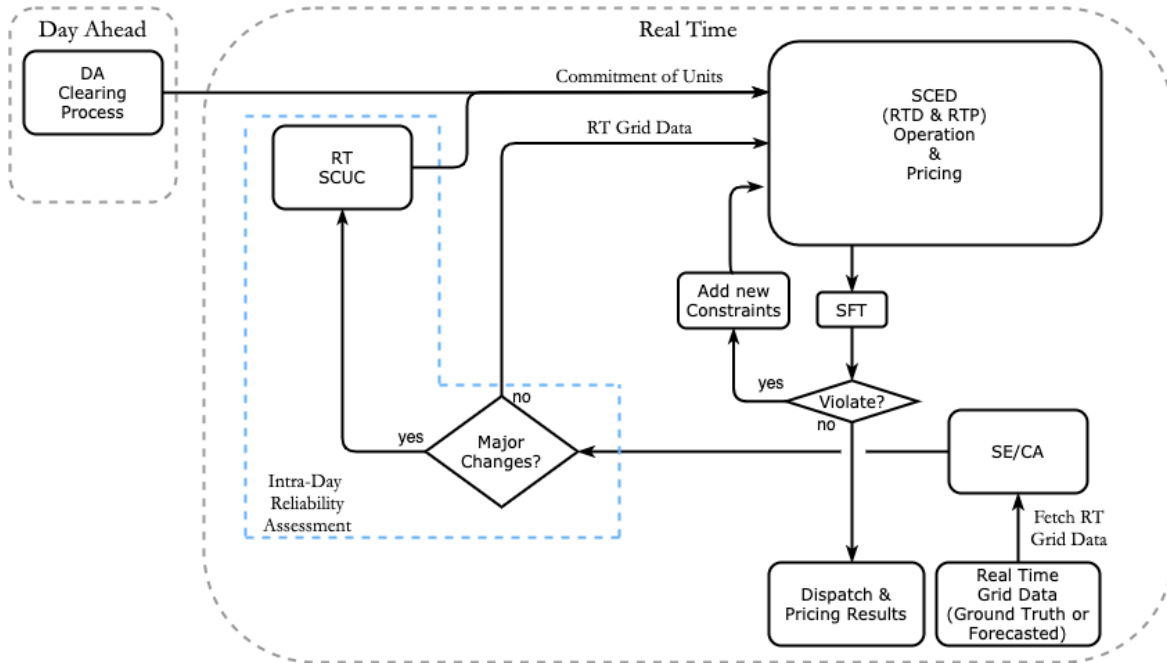 Day Ahead
DA
Clearing
Process
Real Time
Commitment of Units
RT Grid Data
SCED
(RTD & RTP)
Operation
&
Pricing
RT
SCUC
Add new
Constraints
SFT
yes
Violate?
no
no
yes
Major
Changes?
SE/CA
Intra-Day
Reliability
Assessment
Fetch RT
Grid Data
Dispatch &
Pricing Results
Real Time
Grid Data
(Ground Truth or
Forecasted)